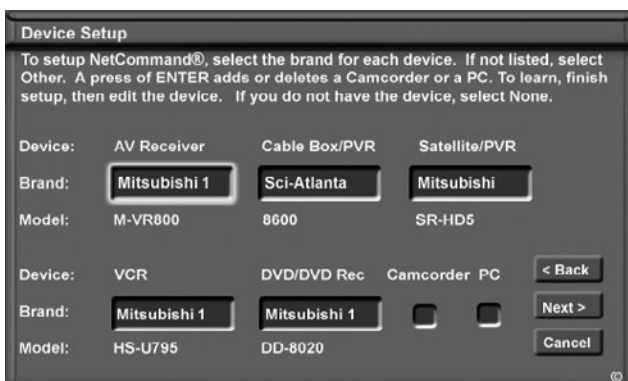 Device Setup
To setup NetCommand®, select the brand for each device. If not listed, select
Other. A press of ENTER adds or deletes a Camcorder or a PC. To learn, finish
setup, then edit the device. If you do not have the device, select None.
Device: AV Receiver Cable Box/PVR Satellite/PVR
Brand: Mitsubishi 1 Sci-Atlanta Mitsubishi
Model: M-VR800 8600 SR-HD5
Device: VCR DVD/DVD Rec Camcorder PC < Back
Brand: Mitsubishi 1 Mitsubishi 1 Next >
Model: HS-U795 DD-8020 Cancel
©